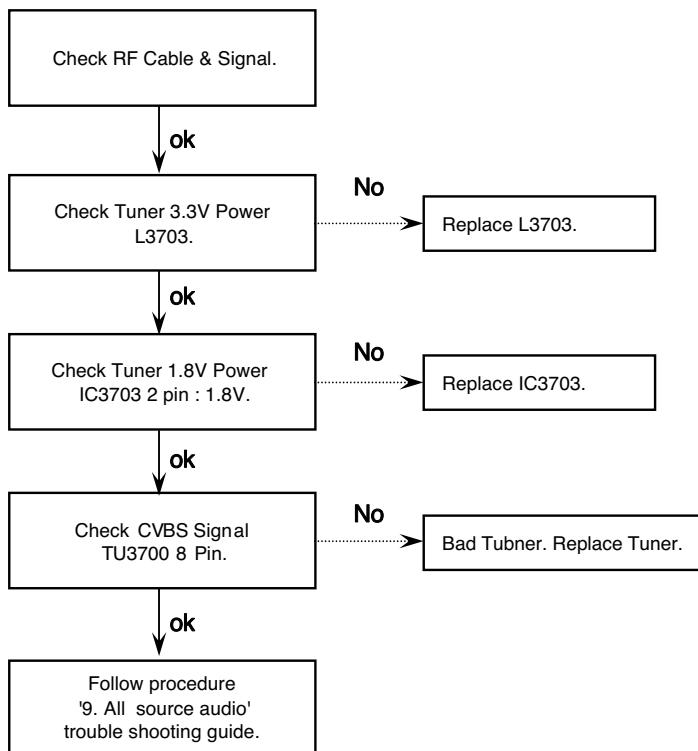 Check RF Cable & Signal.
ok
Check Tuner 3.3V Power
L3703.
No
Replace L3703.
ok
Check Tuner 1.8V Power
IC3703 2 pin : 1.8V.
No
Replace IC3703.
ok
Check CVBS Signal
TU3700 8 Pin.
No
Bad Tubner. Replace Tuner.
ok
Follow procedure
'9. All source audio'
trouble shooting guide.